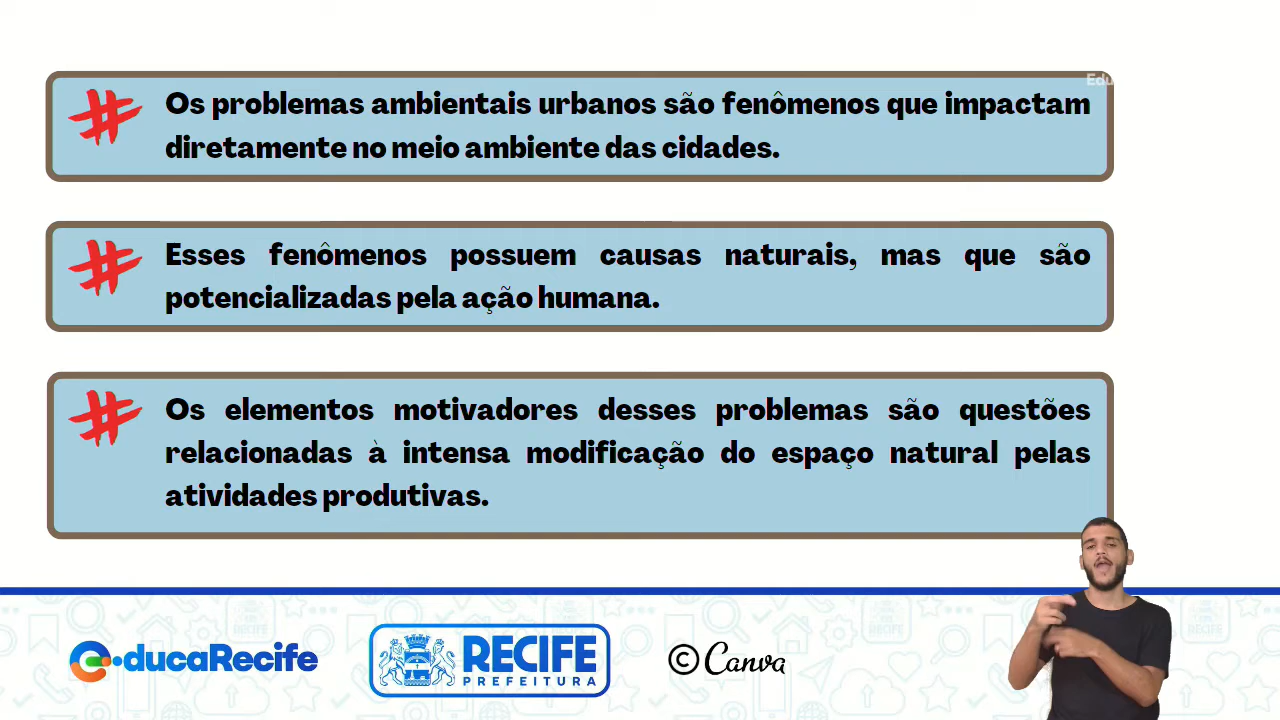 Os problemas ambientais urbanos são fenômenos que impactam
diretamente no meio ambiente das cidades.
Esses fenômenos possuem causas naturais, mas que são
potencializadas pela ação humana.
Os elementos motivadores desses problemas são questões
relacionadas à intensa modificação do espaço natural pelas
atividades produtivas.
ducaRecife
RECIFE
PREFEITURA
© Canva